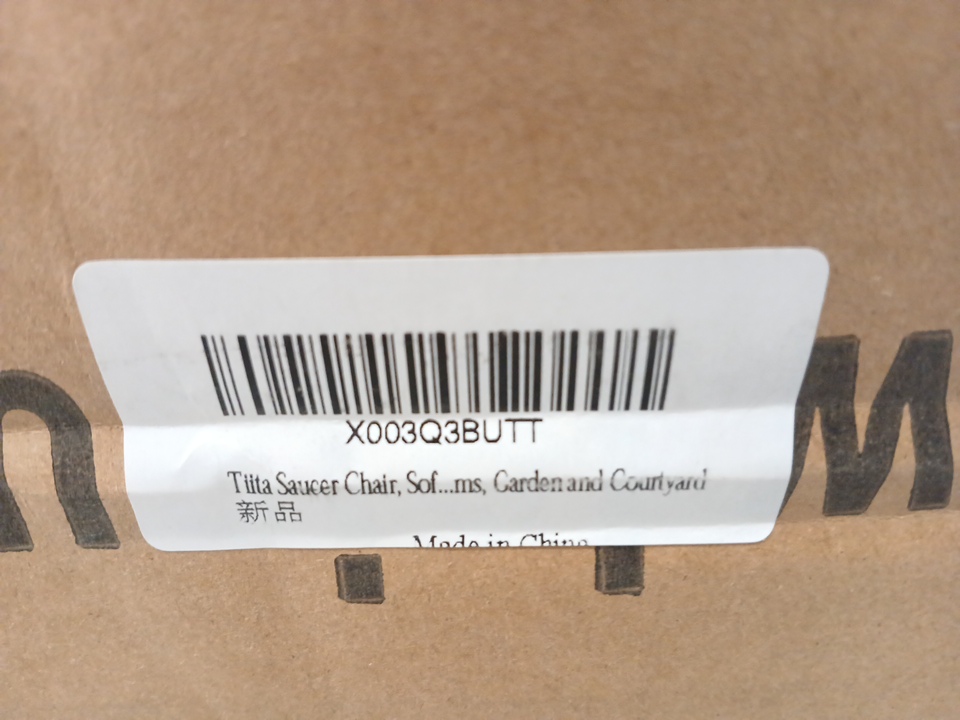 X003Q3BUTT
Tiita Saucer Chair, Sof...ms, Garden and Courtyard
新品
Made in China